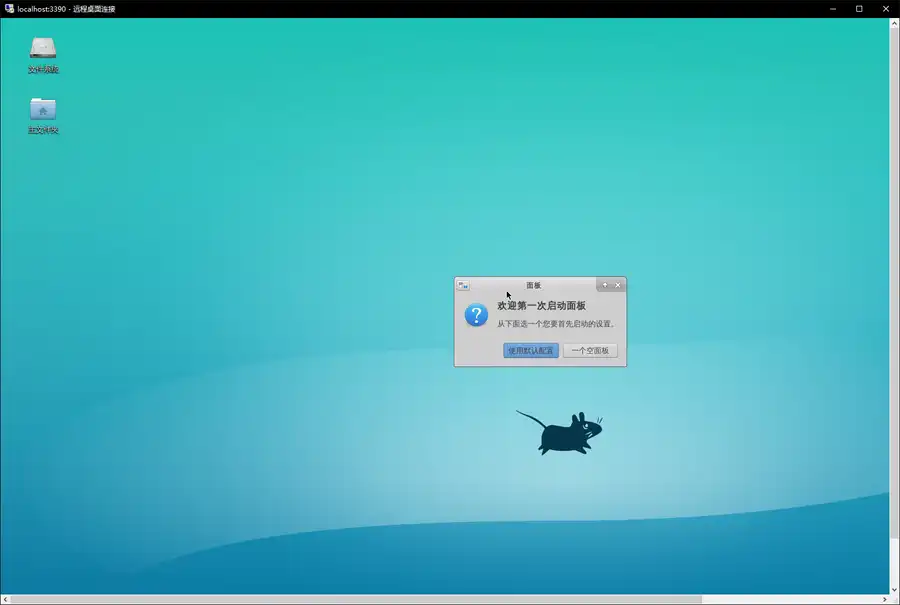 localhost:3390 - 远程桌面连接
文件系统
主文件夹
面板
欢迎第一次启动面板
从下面选一个您要首先启动的设置。
使用默认配置
一个空面板